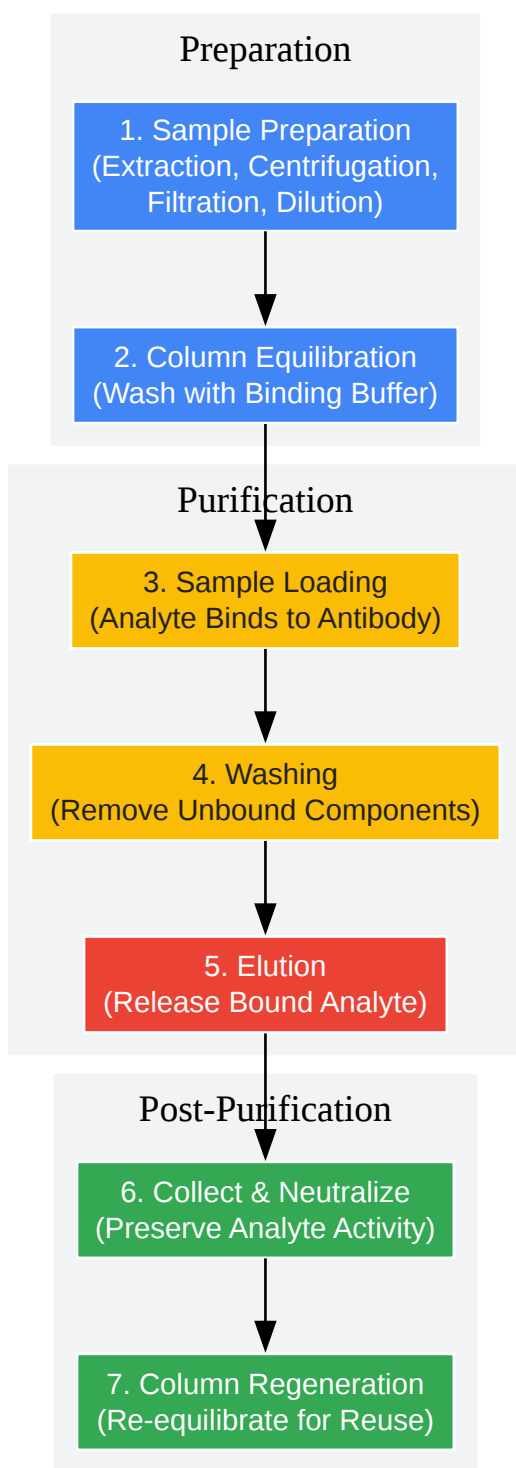 Preparation
1. Sample Preparation
(Extraction, Centrifugation,
Filtration, Dilution)
2. Column Equilibration
(Wash with Binding Buffer)
Purification
3. Sample Loading
(Analyte Binds to Antibody)
4. Washing
(Remove Unbound Components)
5. Elution
(Release Bound Analyte)
Post-Purification
6. Collect & Neutralize
(Preserve Analyte Activity)
7. Column Regeneration
(Re-equilibrate for Reuse)